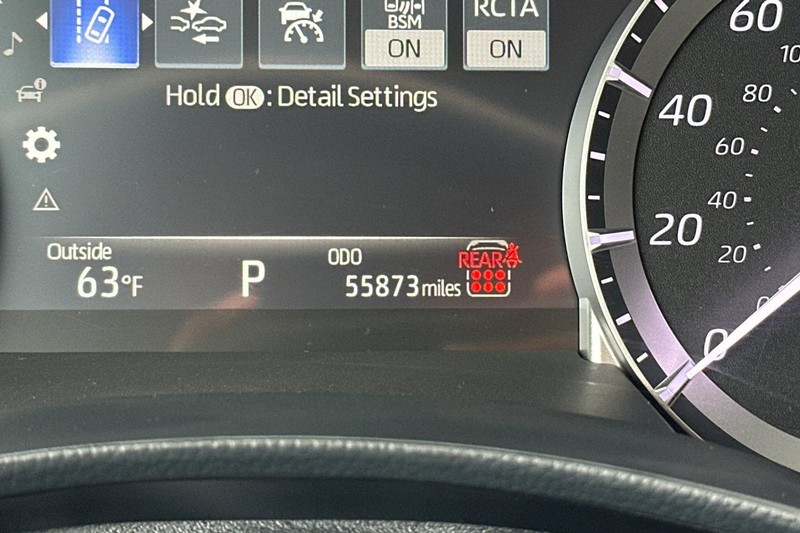 BSM
ON
RCTA
ON
Hold OK: Detail Settings
Outside
63°F
P
ODO
55873 miles
REAR
60
40
20
0
100
80
60
40
20